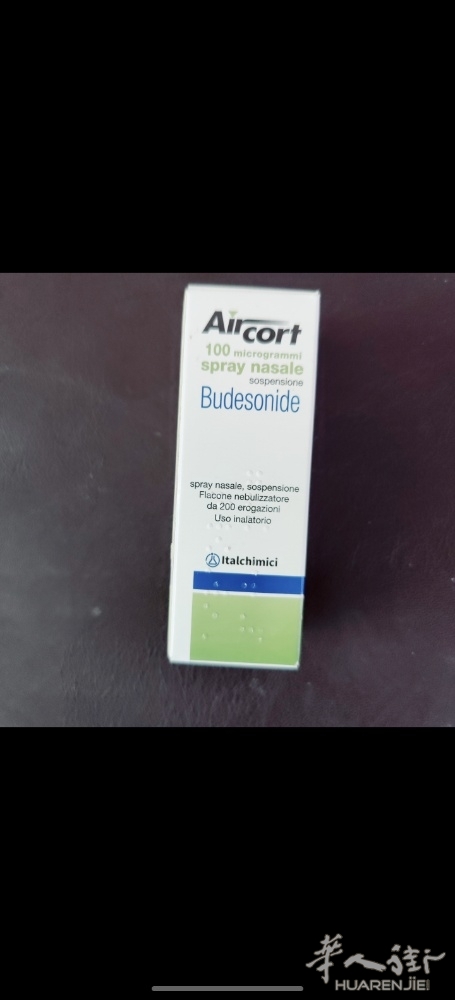 Aircort
100 microgrammi
spray nasale
sospensione
Budesonide
spray nasale, sospensione
Flacone nebulizzatore
da 200 erogazioni
Uso inalatorio
Italchimici
華人街
HUARENJIE